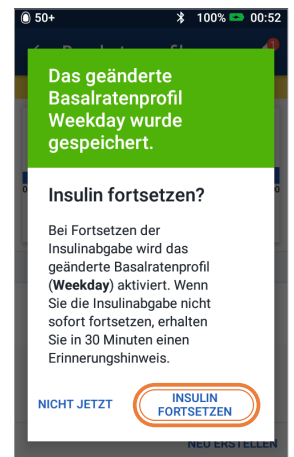 50+ 100% 00:52
Das geänderte
Basalratenprofil
Weekday wurde
gespeichert.
Insulin fortsetzen?
Bei Fortsetzen der
Insulinabgabe wird das
geänderte Basalratenprofil
(Weekday) aktiviert. Wenn
Sie die Insulinabgabe nicht
sofort fortsetzen, erhalten
Sie in 30 Minuten einen
Erinnerungshinweis.
NICHT JETZT
INSULIN
FORTSETZEN
NEU ERSTELLEN